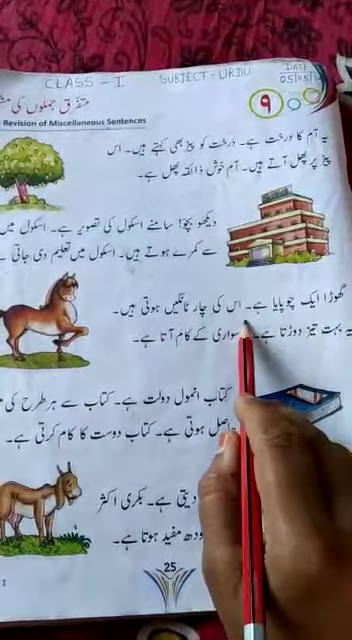 CLASS - I SUBJECT - URDU DATE
05/05/
متفرق جملوں کی
Revision of Miscellaneous Sentences
۹
یہ آم کا درخت ہے۔ درخت کو پیڑ بھی کہتے ہیں۔ اس
پیڑ پر پھل آتے ہیں۔ آم خوش ذائقہ پھل ہے۔
دیکھو بچّو! سامنے اسکول کی تصویر ہے۔ اسکول میں
سے کمرے ہوتے ہیں۔ اسکول میں تعلیم دی جاتی
گھوڑا ایک چوپایا ہے۔ اس کی چار ٹانگیں ہوتی ہیں۔
یہ بہت تیز دوڑتا ہے۔ سواری کے کام آتا ہے۔
کتاب انمول دولت ہے۔ کتاب سے ہر طرح کی
حاصل ہوتی ہے۔ کتاب دوست کا کام کرتی ہے۔
دیتی ہے۔ بکری اکثر
دودھ مفید ہوتا ہے۔
25